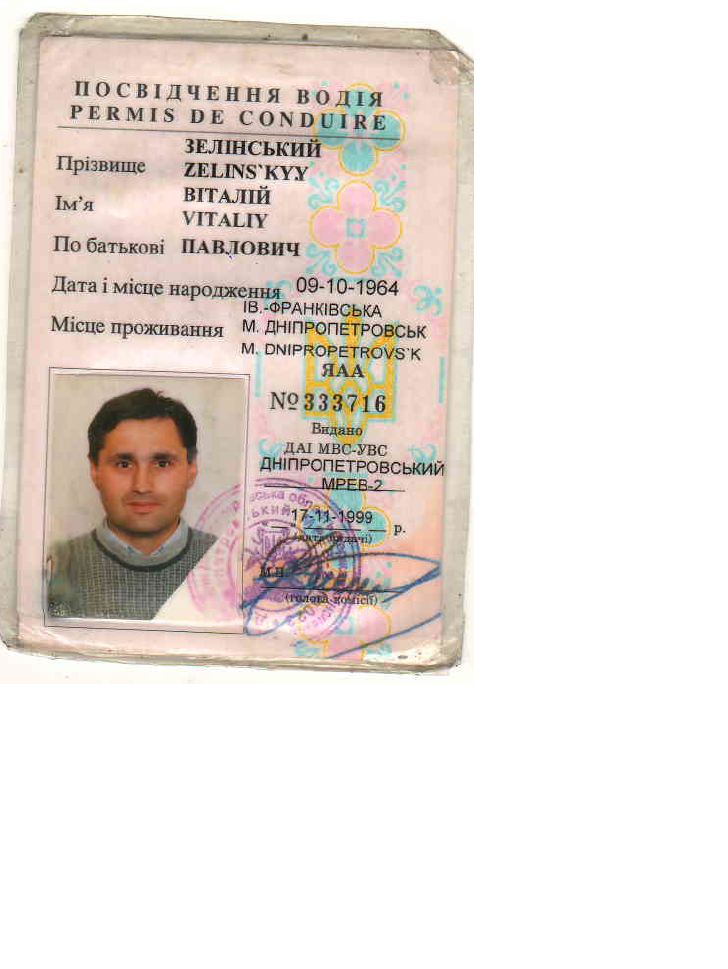 ПОСВІДЧЕННЯ ВОДІЯ
PERMIS DE CONDUIRE
Прізвище ЗЕЛІНСЬКИЙ
ZELINS`KYY
Ім’я ВІТАЛІЙ
VITALIY
По батькові ПАВЛОВИЧ
Дата і місце народження 09-10-1964
ІВ.-ФРАНКІВСЬКА
Місце проживання М. ДНІПРОПЕТРОВСЬК
М. DNIPROPETROVS`K
ЯАА
№ 333716
Видано
ДАІ МВС-УВС
ДНІПРОПЕТРОВСЬКИЙ
МРЕВ-2
17-11-1999 р.
(дата видачі)
М.П.
(голова комісії)